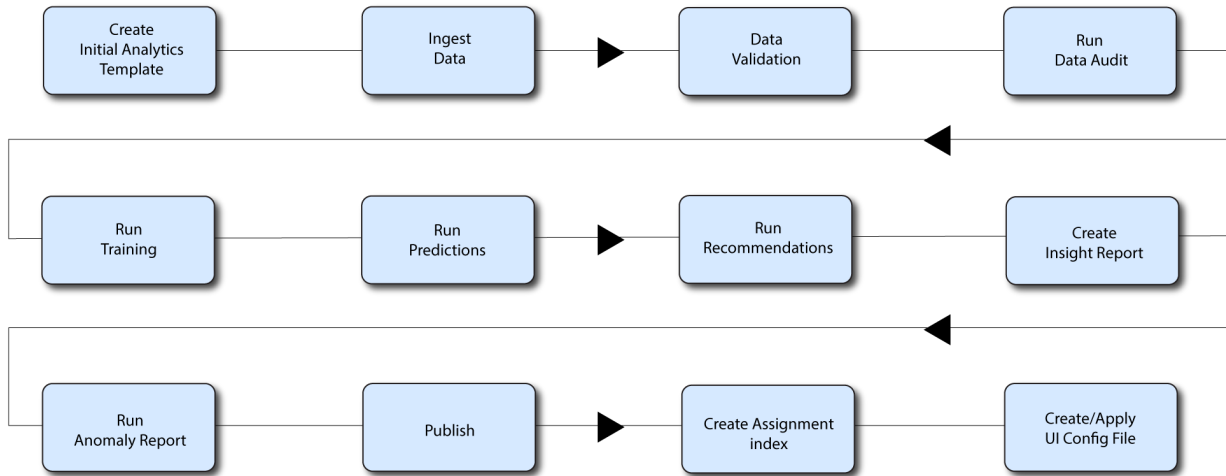 Create
Initial Analytics
Template
Ingest
Data
Data
Validation
Run
Data Audit
Run
Training
Run
Predictions
Run
Recommendations
Create
Insight Report
Run
Anomaly Report
Publish
Create Assignment
index
Create/Apply
UI Config File